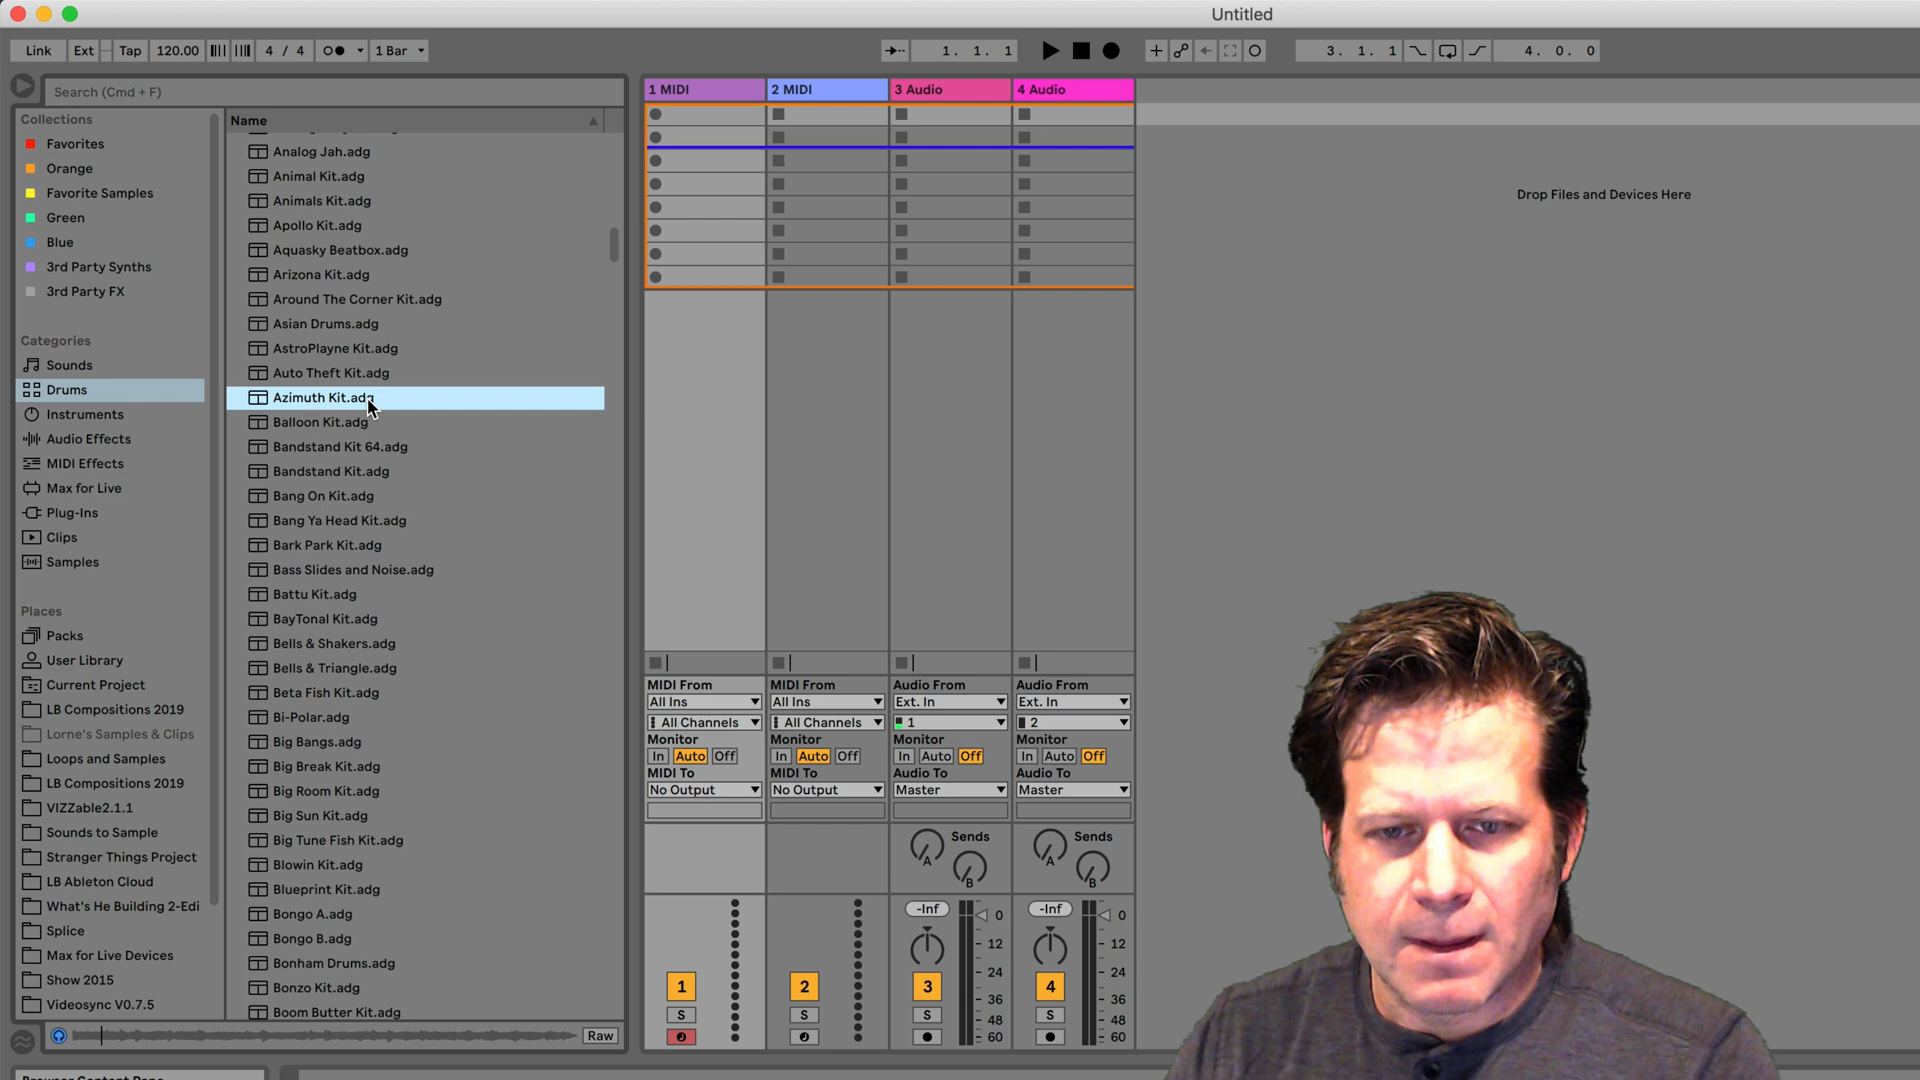 Untitled
Link Ext Tap 120.00 4 / 4 1 Bar
1. 1. 1
3. 1. 1
4. 0. 0
Search (Cmd + F)
Collections
Favorites
Orange
Favorite Samples
Green
Blue
3rd Party Synths
3rd Party FX
Categories
Sounds
Drums
Instruments
Audio Effects
MIDI Effects
Max for Live
Plug-Ins
Clips
Samples
Places
Packs
User Library
Current Project
LB Compositions 2019
Lorne's Samples & Clips
Loops and Samples
LB Compositions 2019
VIZZable2.1.1
Sounds to Sample
Stranger Things Project
LB Ableton Cloud
What's He Building 2-Edi
Splice
Max for Live Devices
Show 2015
Videosync V0.7.5
Name
Analog Jah.adg
Animal Kit.adg
Animals Kit.adg
Apollo Kit.adg
Aquasky Beatbox.adg
Arizona Kit.adg
Around The Corner Kit.adg
Asian Drums.adg
AstroPlayne Kit.adg
Auto Theft Kit.adg
Azimuth Kit.adg
Balloon Kit.adg
Bandstand Kit 64.adg
Bandstand Kit.adg
Bang On Kit.adg
Bang Ya Head Kit.adg
Bark Park Kit.adg
Bass Slides and Noise.adg
Battu Kit.adg
BayTonal Kit.adg
Bells & Shakers.adg
Bells & Triangle.adg
Beta Fish Kit.adg
Bi-Polar.adg
Big Bangs.adg
Big Break Kit.adg
Big Room Kit.adg
Big Sun Kit.adg
Big Tune Fish Kit.adg
Blowin Kit.adg
Blueprint Kit.adg
Bongo A.adg
Bongo B.adg
Bonham Drums.adg
Bonzo Kit.adg
Boom Butter Kit.adg
Raw
1 MIDI 2 MIDI 3 Audio 4 Audio
Drop Files and Devices Here
MIDI From MIDI From Audio From Audio From
All Ins All Ins Ext. In Ext. In
All Channels All Channels 1 2
Monitor Monitor Monitor Monitor
In Auto Off In Auto Off In Auto Off In Auto Off
MIDI To MIDI To Audio To Audio To
No Output No Output Master Master
Sends Sends
A A
B B
-Inf 0 -Inf 0
12 12
24 24
1 2 3 4
36 36
S S S S
48 48
60 60